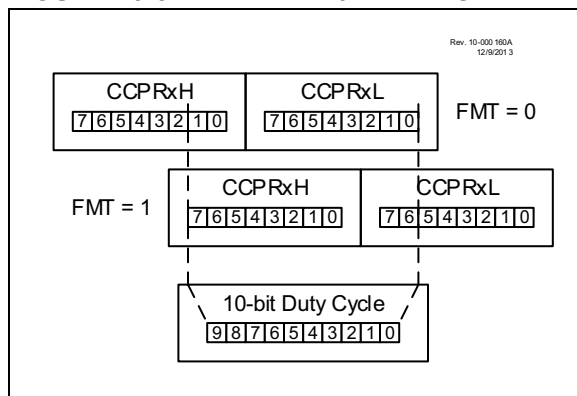 Rev. 10-000 160A
12/9/201 3
CCPRxH CCPRxL
7 6 5 4 3 2 1 0 7 6 5 4 3 2 1 0 FMT = 0
CCPRxH CCPRxL
FMT = 1 7 6 5 4 3 2 1 0 7 6 5 4 3 2 1 0
10-bit Duty Cycle
9 8 7 6 5 4 3 2 1 0